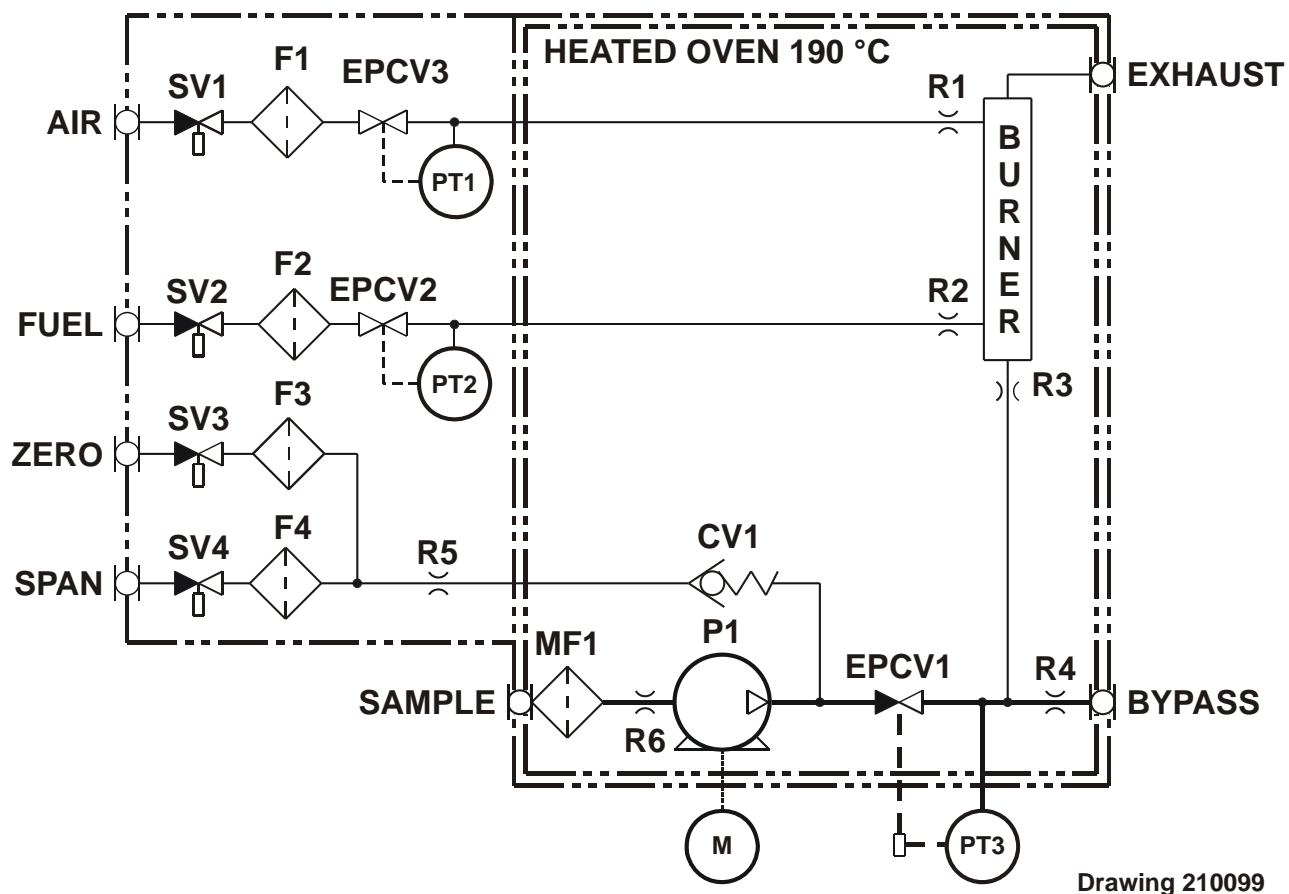 HEATED OVEN 190 °C
F1
EPCV3
SV1
R1
EXHAUST
AIR
BURNER
PT1
F2
EPCV2
SV2
R2
FUEL
PT2
F3
R3
SV3
ZERO
F4
CV1
SV4
R5
SPAN
P1
MF1
EPCV1
R4
SAMPLE
BYPASS
R6
M
PT3
Drawing 210099